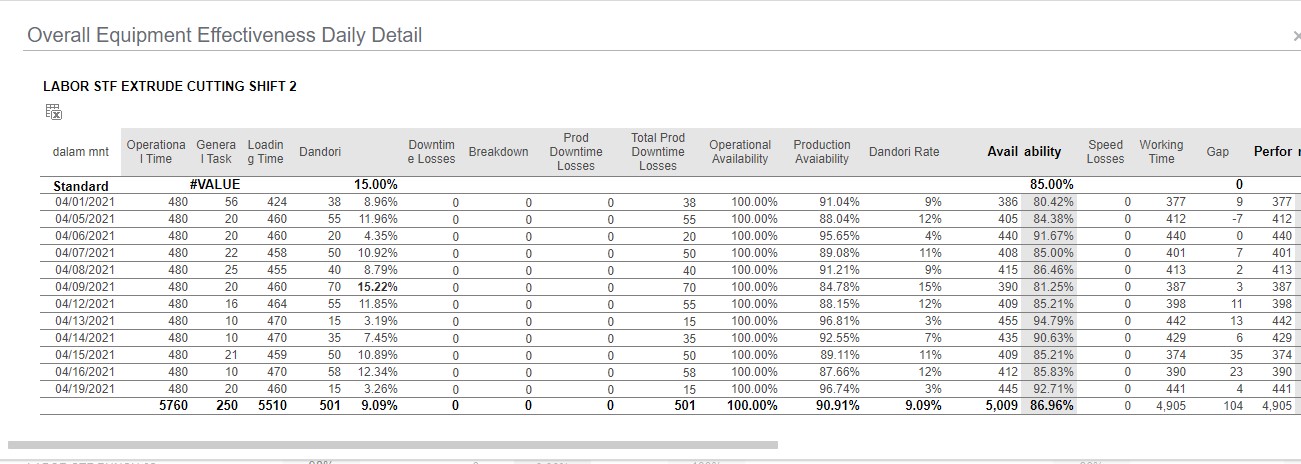 Overall Equipment Effectiveness Daily Detail
LABOR STF EXTRUDE CUTTING SHIFT 2
dalam mnt Operationa l Time Genera l Task Loadin g Time Dandori Downtim e Losses Breakdown Prod Downtime Losses Total Prod Downtime Losses Operational Availability Production Avaiability Dandori Rate Avail ability Speed Losses Working Time Gap Perfor
Standard #VALUE 15.00% 85.00% 0
04/01/2021 480 56 424 38 8.96% 0 0 0 38 100.00% 91.04% 9% 386 80.42% 0 377 9 377
04/05/2021 480 20 460 55 11.96% 0 0 0 55 100.00% 88.04% 12% 405 84.38% 0 412 -7 412
04/06/2021 480 20 460 20 4.35% 0 0 0 20 100.00% 95.65% 4% 440 91.67% 0 440 0 440
04/07/2021 480 22 458 50 10.92% 0 0 0 50 100.00% 89.08% 11% 408 85.00% 0 401 7 401
04/08/2021 480 25 455 40 8.79% 0 0 0 40 100.00% 91.21% 9% 415 86.46% 0 413 2 413
04/09/2021 480 20 460 70 15.22% 0 0 0 70 100.00% 84.78% 15% 390 81.25% 0 387 3 387
04/12/2021 480 16 464 55 11.85% 0 0 0 55 100.00% 88.15% 12% 409 85.21% 0 398 11 398
04/13/2021 480 10 470 15 3.19% 0 0 0 15 100.00% 96.81% 3% 455 94.79% 0 442 13 442
04/14/2021 480 10 470 35 7.45% 0 0 0 35 100.00% 92.55% 7% 435 90.63% 0 429 6 429
04/15/2021 480 21 459 50 10.89% 0 0 0 50 100.00% 89.11% 11% 409 85.21% 0 374 35 374
04/16/2021 480 10 470 58 12.34% 0 0 0 58 100.00% 87.66% 12% 412 85.83% 0 390 23 390
04/19/2021 480 20 460 15 3.26% 0 0 0 15 100.00% 96.74% 3% 445 92.71% 0 441 4 441
5760 250 5510 501 9.09% 0 0 0 501 100.00% 90.91% 9.09% 5,009 86.96% 0 4,905 104 4,905